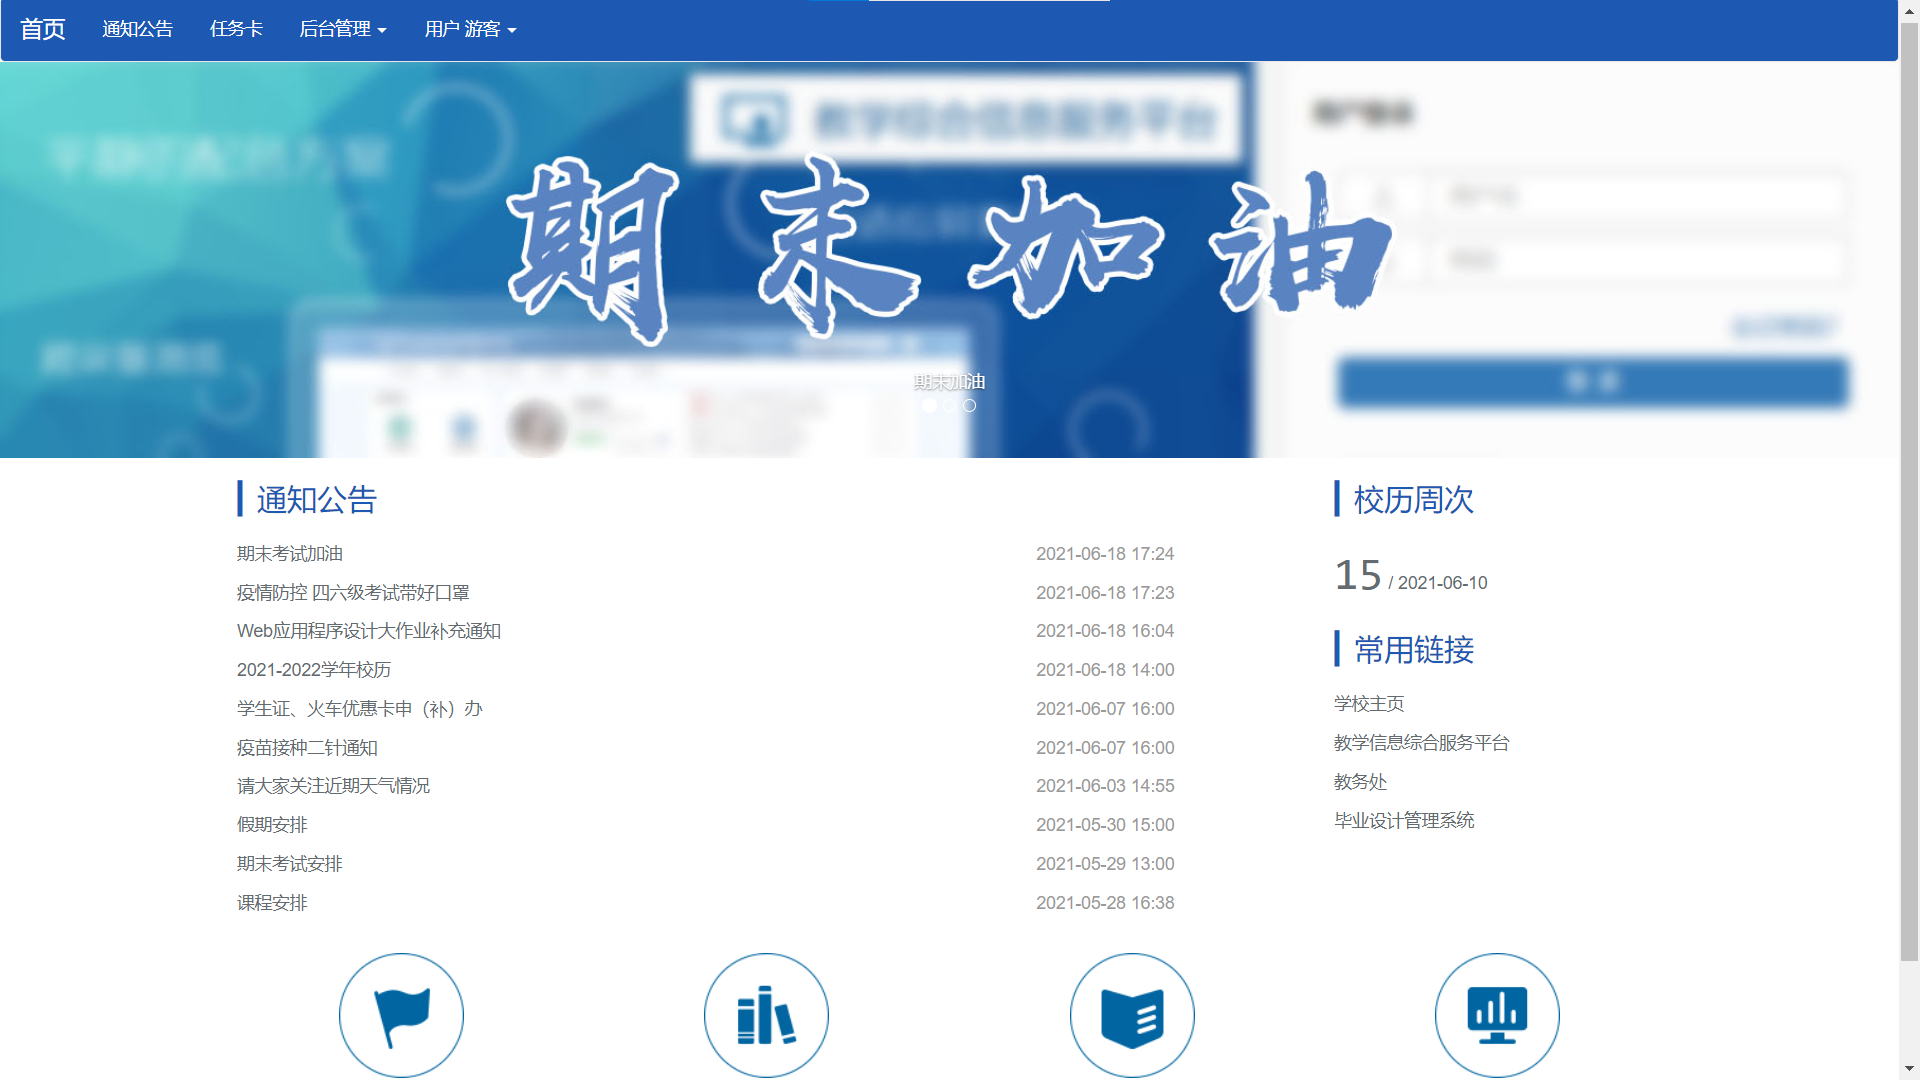 首页 通知公告 任务卡 后台管理 用户 游客
教学综合信息服务平台
期末加油
期末加油
通知公告
期末考试加油 2021-06-18 17:24
疫情防控 四六级考试带好口罩 2021-06-18 17:23
Web应用程序设计大作业补充通知 2021-06-18 16:04
2021-2022学年校历 2021-06-18 14:00
学生证、火车优惠卡申（补）办 2021-06-07 16:00
疫苗接种二针通知 2021-06-07 16:00
请大家关注近期天气情况 2021-06-03 14:55
假期安排 2021-05-30 15:00
期末考试安排 2021-05-29 13:00
课程安排 2021-05-28 16:38
校历周次
15 / 2021-06-10
常用链接
学校主页
教学信息综合服务平台
教务处
毕业设计管理系统